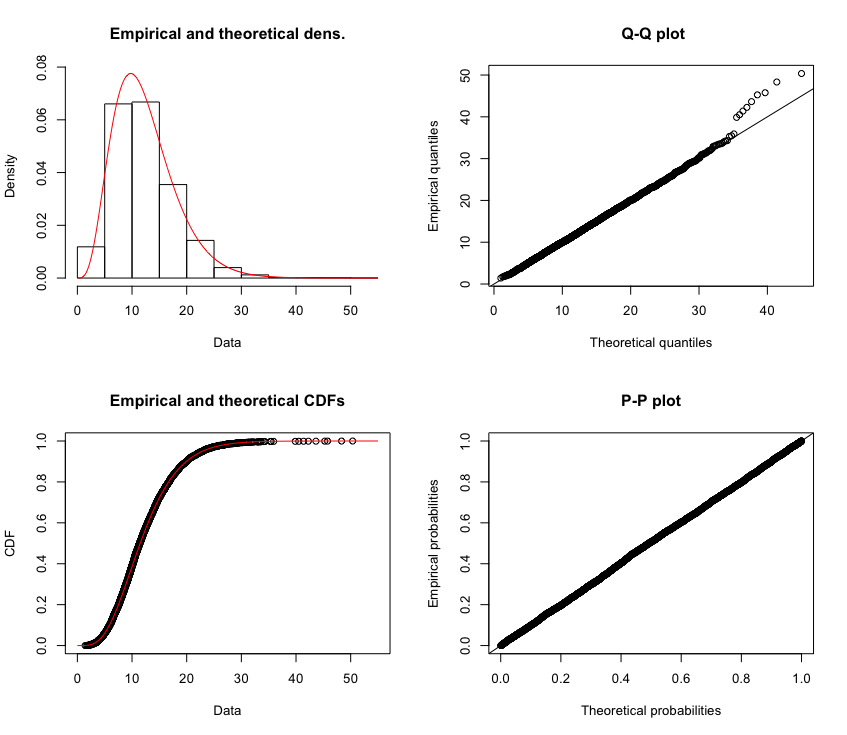 Empirical and theoretical dens.
Density
0.00 0.02 0.04 0.06 0.08
0 10 20 30 40 50
Data
Q-Q plot
Empirical quantiles
0 10 20 30 40 50
0 10 20 30 40
Theoretical quantiles
Empirical and theoretical CDFs
CDF
0.0 0.2 0.4 0.6 0.8 1.0
0 10 20 30 40 50
Data
P-P plot
Empirical probabilities
0.0 0.2 0.4 0.6 0.8 1.0
0.0 0.2 0.4 0.6 0.8 1.0
Theoretical probabilities